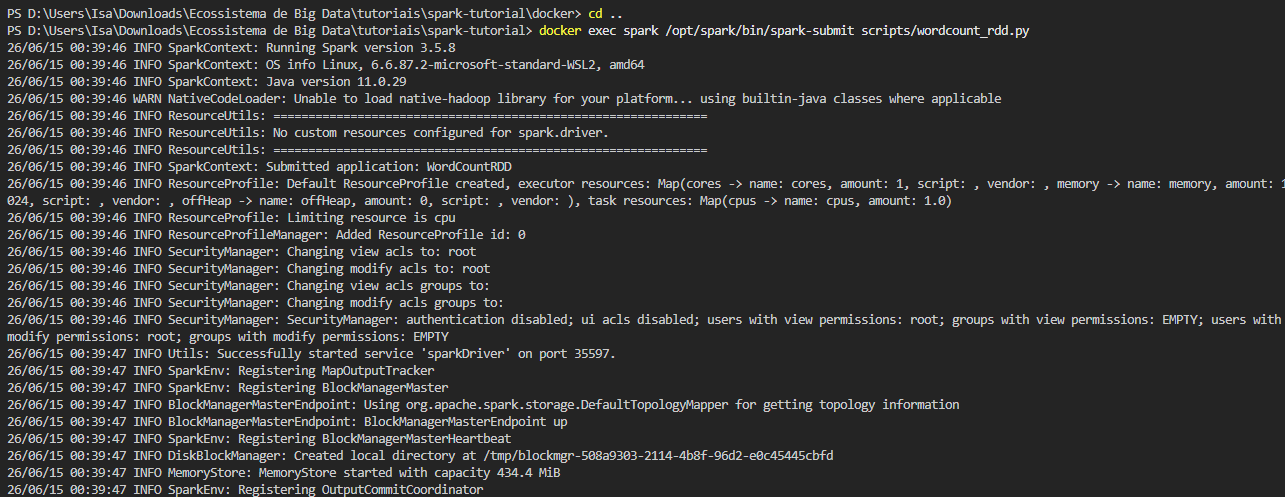 PS D:\Users\Isa\Downloads\Ecossistema de Big Data\tutoriais\spark-tutorial\docker> cd ..
PS D:\Users\Isa\Downloads\Ecossistema de Big Data\tutoriais\spark-tutorial> docker exec spark /opt/spark/bin/spark-submit scripts/wordcount_rdd.py
26/06/15 00:39:46 INFO SparkContext: Running Spark version 3.5.8
26/06/15 00:39:46 INFO SparkContext: OS info Linux, 6.6.87.2-microsoft-standard-WSL2, amd64
26/06/15 00:39:46 INFO SparkContext: Java version 11.0.29
26/06/15 00:39:46 WARN NativeCodeLoader: Unable to load native-hadoop library for your platform... using builtin-java classes where applicable
26/06/15 00:39:46 INFO ResourceUtils: ==============================================================
26/06/15 00:39:46 INFO ResourceUtils: No custom resources configured for spark.driver.
26/06/15 00:39:46 INFO ResourceUtils: ==============================================================
26/06/15 00:39:46 INFO SparkContext: Submitted application: WordCountRDD
26/06/15 00:39:46 INFO ResourceProfile: Default ResourceProfile created, executor resources: Map(cores -> name: cores, amount: 1, script: , vendor: , memory -> name: memory, amount: 1
024, script: , vendor: , offHeap -> name: offHeap, amount: 0, script: , vendor: ), task resources: Map(cpus -> name: cpus, amount: 1.0)
26/06/15 00:39:46 INFO ResourceProfile: Limiting resource is cpu
26/06/15 00:39:46 INFO ResourceProfileManager: Added ResourceProfile id: 0
26/06/15 00:39:46 INFO SecurityManager: Changing view acls to: root
26/06/15 00:39:46 INFO SecurityManager: Changing modify acls to: root
26/06/15 00:39:46 INFO SecurityManager: Changing view acls groups to:
26/06/15 00:39:46 INFO SecurityManager: Changing modify acls groups to:
26/06/15 00:39:46 INFO SecurityManager: SecurityManager: authentication disabled; ui acls disabled; users with view permissions: root; groups with view permissions: EMPTY; users with
modify permissions: root; groups with modify permissions: EMPTY
26/06/15 00:39:47 INFO Utils: Successfully started service 'sparkDriver' on port 35597.
26/06/15 00:39:47 INFO SparkEnv: Registering MapOutputTracker
26/06/15 00:39:47 INFO SparkEnv: Registering BlockManagerMaster
26/06/15 00:39:47 INFO BlockManagerMasterEndpoint: Using org.apache.spark.storage.DefaultTopologyMapper for getting topology information
26/06/15 00:39:47 INFO BlockManagerMasterEndpoint: BlockManagerMasterEndpoint up
26/06/15 00:39:47 INFO SparkEnv: Registering BlockManagerMasterHeartbeat
26/06/15 00:39:47 INFO DiskBlockManager: Created local directory at /tmp/blockmgr-508a9303-2114-4b8f-96d2-e0c45445cbfd
26/06/15 00:39:47 INFO MemoryStore: MemoryStore started with capacity 434.4 MiB
26/06/15 00:39:47 INFO SparkEnv: Registering OutputCommitCoordinator